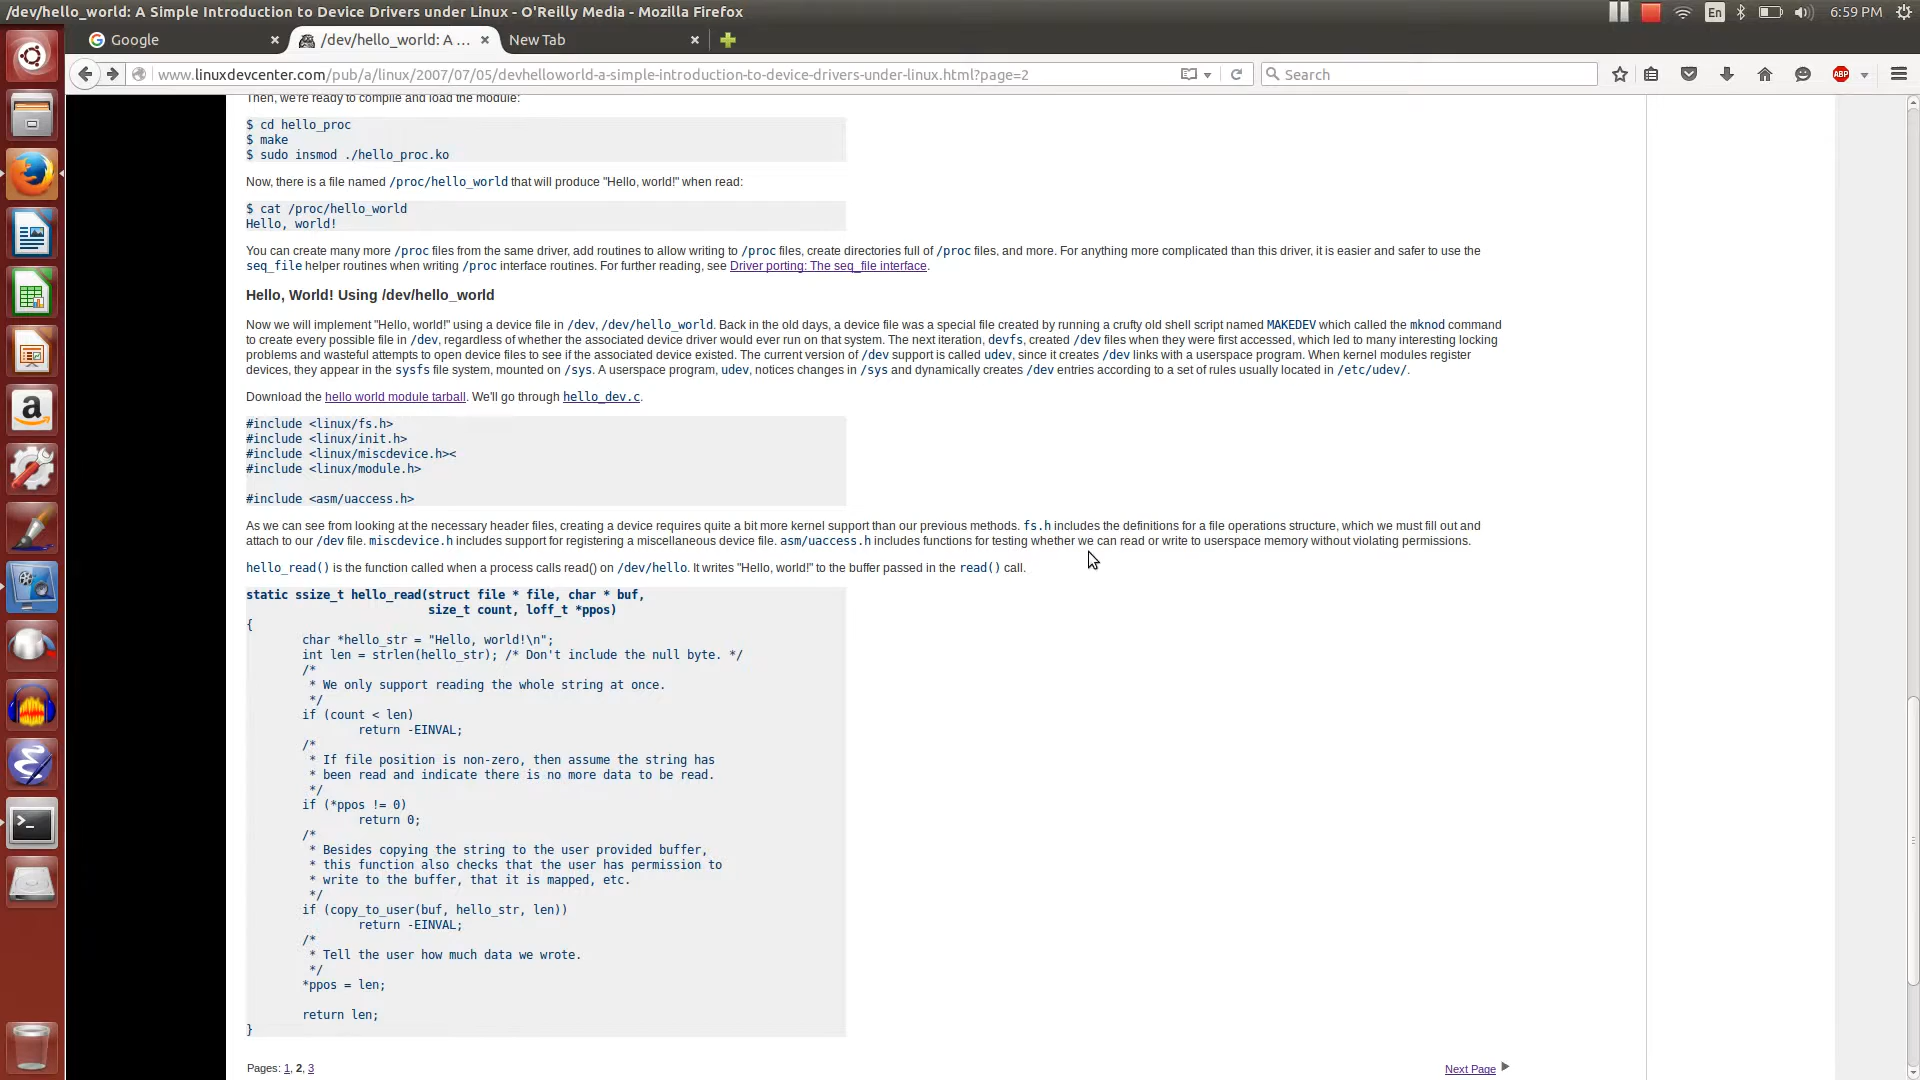 /dev/hello_world: A Simple Introduction to Device Drivers under Linux - O'Reilly Media - Mozilla Firefox
En
6:59 PM
Google
/dev/hello_world: A ...
New Tab
www.linuxdevcenter.com/pub/a/linux/2007/07/05/devhelloworld-a-simple-introduction-to-device-drivers-under-linux.html?page=2
Search
ABP
Then, we're ready to compile and load the module:
$ cd hello_proc
$ make
$ sudo insmod ./hello_proc.ko
Now, there is a file named /proc/hello_world that will produce "Hello, world!" when read:
$ cat /proc/hello_world
Hello, world!
You can create many more /proc files from the same driver, add routines to allow writing to /proc files, create directories full of /proc files, and more. For anything more complicated than this driver, it is easier and safer to use the
seq_file helper routines when writing /proc interface routines. For further reading, see Driver porting: The seq_file interface.
Hello, World! Using /dev/hello_world
Now we will implement "Hello, world!" using a device file in /dev, /dev/hello_world. Back in the old days, a device file was a special file created by running a crufty old shell script named MAKEDEV which called the mknod command
to create every possible file in /dev, regardless of whether the associated device driver would ever run on that system. The next iteration, devfs, created /dev files when they were first accessed, which led to many interesting locking
problems and wasteful attempts to open device files to see if the associated device existed. The current version of /dev support is called udev, since it creates /dev links with a userspace program. When kernel modules register
devices, they appear in the sysfs file system, mounted on /sys. A userspace program, udev, notices changes in /sys and dynamically creates /dev entries according to a set of rules usually located in /etc/udev/.
Download the hello world module tarball. We'll go through hello_dev.c.
#include <linux/fs.h>
#include <linux/init.h>
#include <linux/miscdevice.h><
#include <linux/module.h>
#include <asm/uaccess.h>
As we can see from looking at the necessary header files, creating a device requires quite a bit more kernel support than our previous methods. fs.h includes the definitions for a file operations structure, which we must fill out and
attach to our /dev file. miscdevice.h includes support for registering a miscellaneous device file. asm/uaccess.h includes functions for testing whether we can read or write to userspace memory without violating permissions.
hello_read() is the function called when a process calls read() on /dev/hello. It writes "Hello, world!" to the buffer passed in the read() call.
static ssize_t hello_read(struct file * file, char * buf,
size_t count, loff_t *ppos)
{
char *hello_str = "Hello, world!\n";
int len = strlen(hello_str); /* Don't include the null byte. */
/*
* We only support reading the whole string at once.
*/
if (count < len)
return -EINVAL;
/*
* If file position is non-zero, then assume the string has
* been read and indicate there is no more data to be read.
*/
if (*ppos != 0)
return 0;
/*
* Besides copying the string to the user provided buffer,
* this function also checks that the user has permission to
* write to the buffer, that it is mapped, etc.
*/
if (copy_to_user(buf, hello_str, len))
return -EINVAL;
/*
* Tell the user how much data we wrote.
*/
*ppos = len;
return len;
}
Pages: 1, 2, 3
Next Page